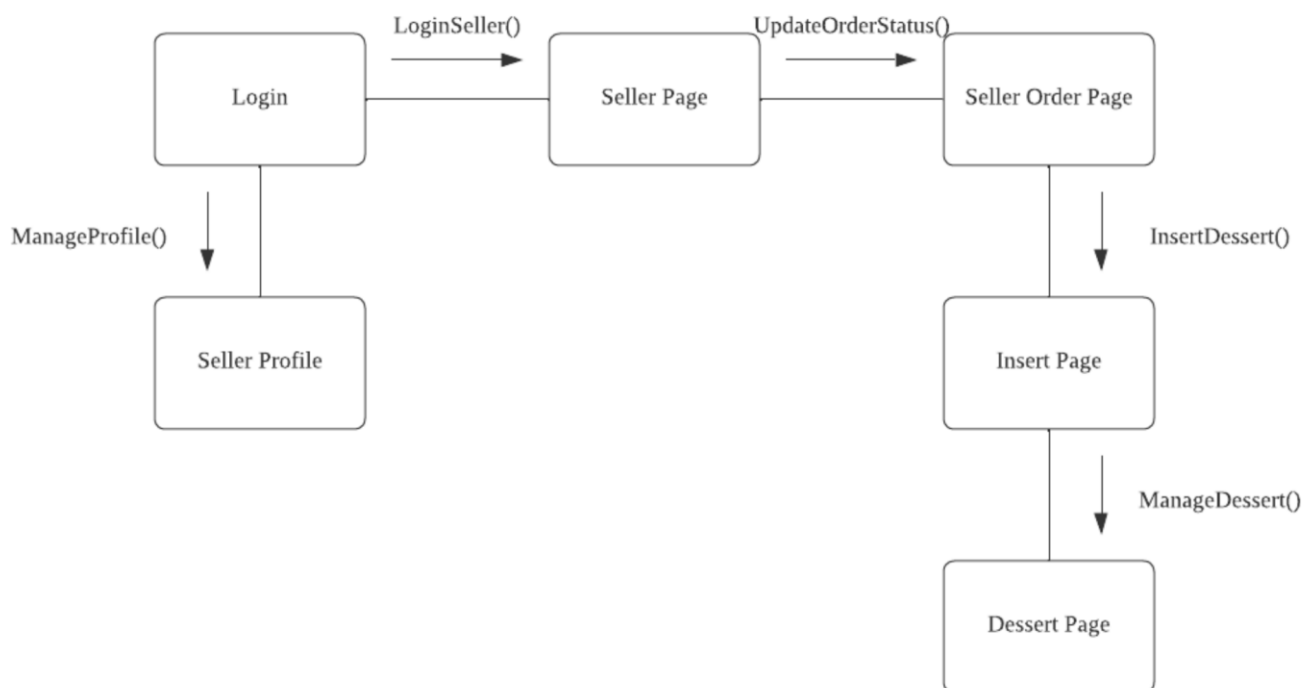 LoginSeller()
UpdateOrderStatus()
Login
Seller Page
Seller Order Page
ManageProfile()
InsertDessert()
Seller Profile
Insert Page
ManageDessert()
Dessert Page